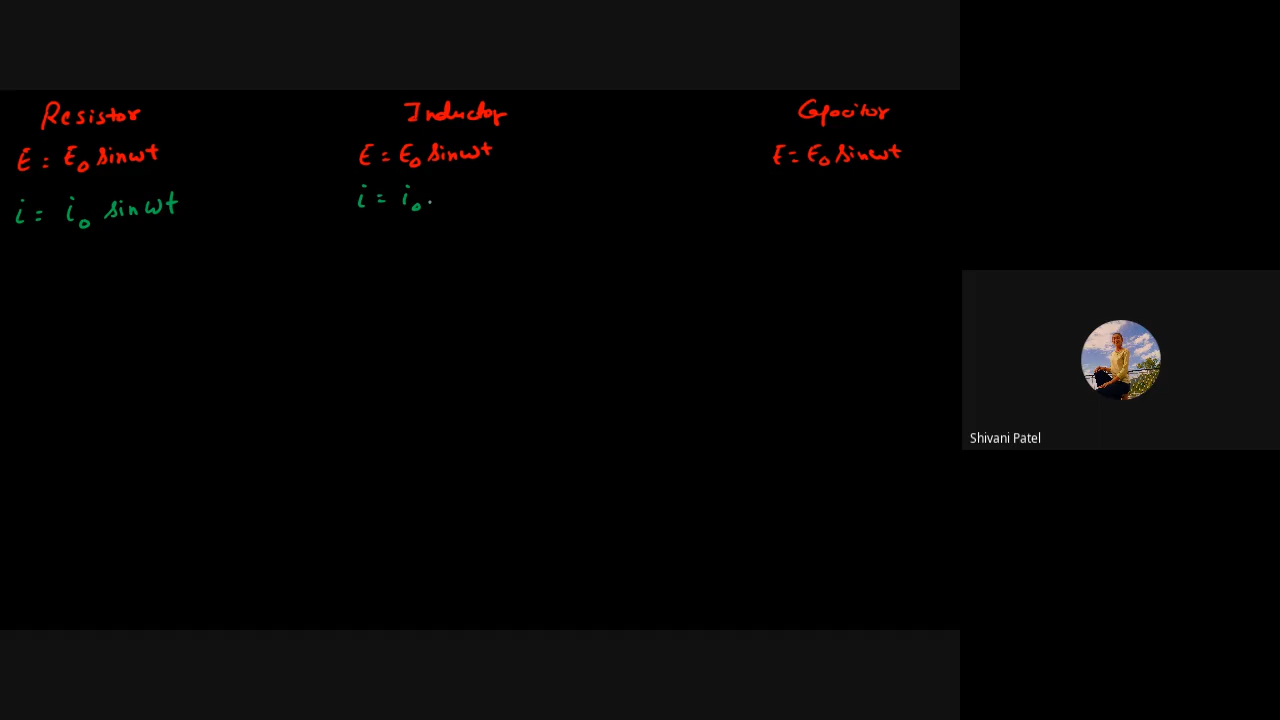 Resistor Inductor Capacitor
E = E₀ sinωt E = E₀ sinωt E = E₀ sinωt
i = i₀ sinωt i = i₀
Shivani Patel